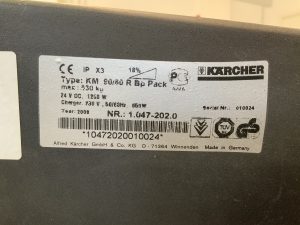 CE IP X3 18%
KÄRCHER
Type: KM 90/60 R Bp Pack
max: 630 kg
24 V DC, 1250 W
Charger: 230 V, 50/60Hz
Serial Nr.: 010024
Year: 2008
NR.: 1.047-202.0
*10472020010024*
Alfred Kärcher GmbH & Co. KG D - 71364 Winnenden Made in Germany